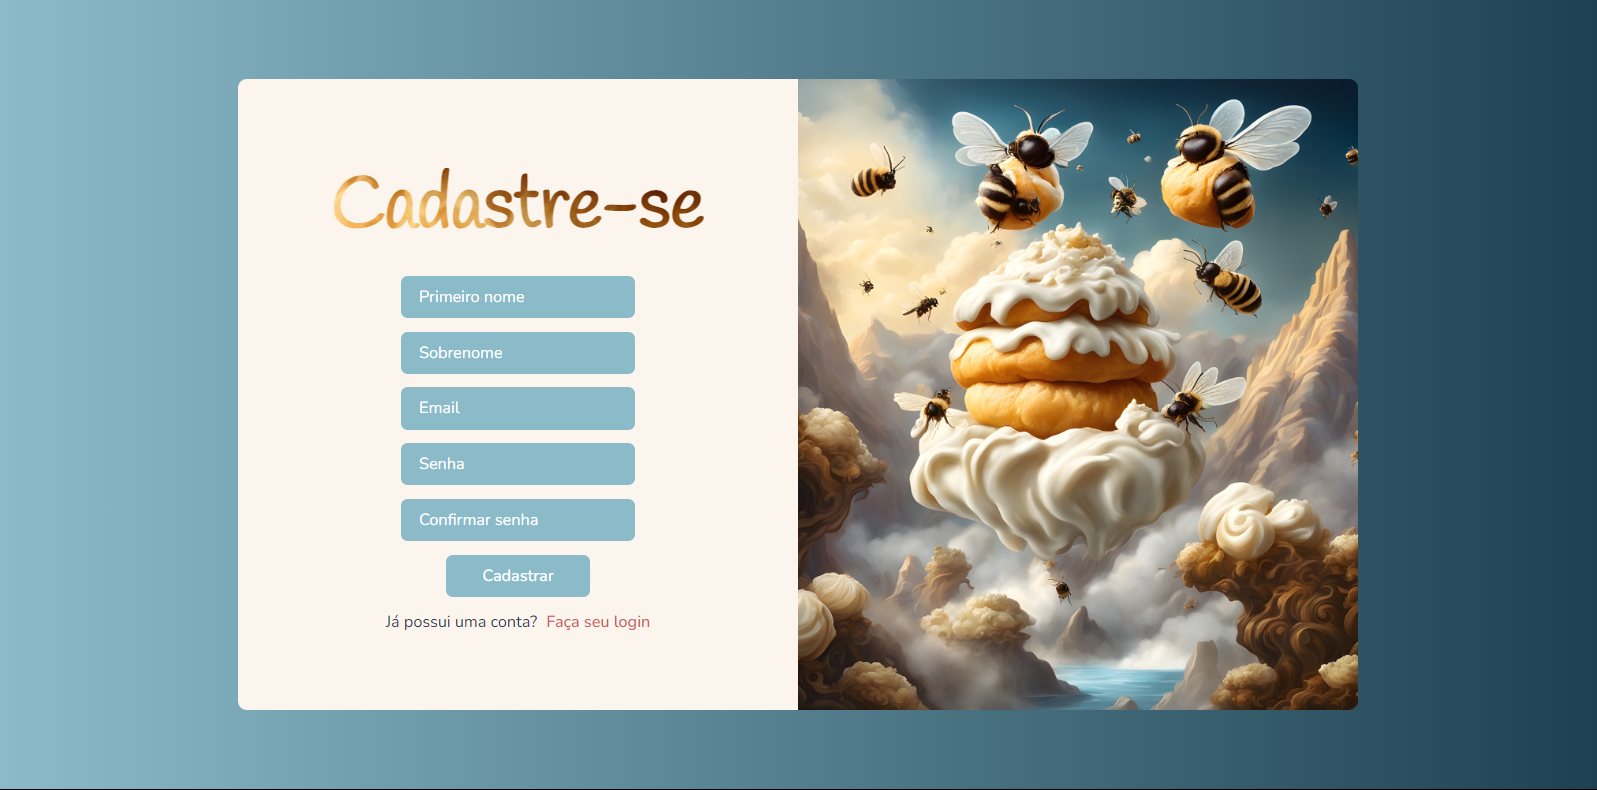 Cadastre-se
Primeiro nome
Sobrenome
Email
Senha
Confirmar senha
Cadastrar
Já possui uma conta? Faça seu login